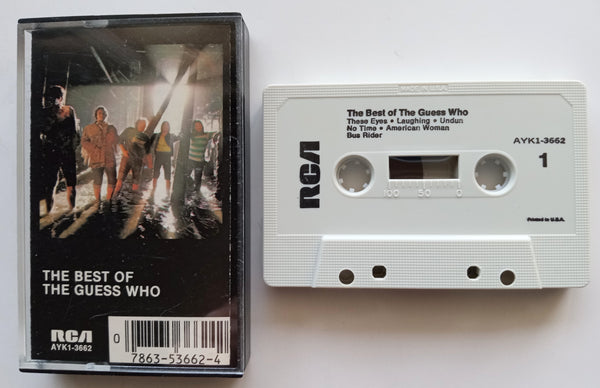 THE BEST OF
THE GUESS WHO
RCA
AYK1-3662
0
7863-53662-4
MADE IN U.S.A.
The Best of The Guess Who
These Eyes • Laughing • Undun
No Time • American Woman
Bus Rider
AYK1-3662
1
RCA
100 50 0
Printed in U.S.A.